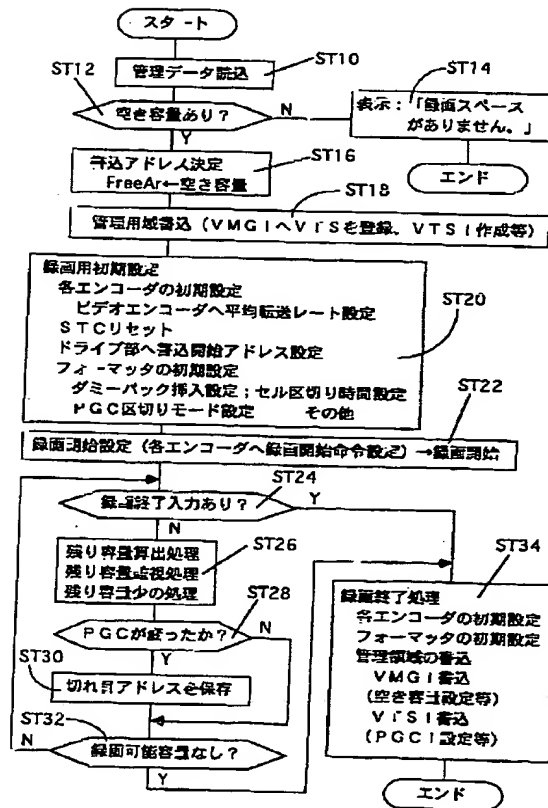 スタート
ST10
管理データ読込
ST12
空き容量あり?
N
Y
ST14
表示:「録画スペース
がありません。」
エンド
ST16
書込アドレス決定
FreeAr←空き容量
ST18
管理用域書込(VMGIへVTSを登録、VTSI作成等)
録画用初期設定
各エンコーダの初期設定
ビデオエンコーダへ平均転送レート設定
STCリセット
ドライブ部へ書込開始アドレス設定
フォーマッタの初期設定
ダミーパック挿入設定;セル区切り時間設定
PGC区切りモード設定 その他
ST20
ST22
録画開始設定(各エンコーダへ録画開始命令設定)→録画開始
ST24
録画終了入力あり?
Y
N
ST26
残り容量算出処理
残り容量監視処理
残り容量少の処理
ST28
PGCが変ったか?
N
Y
ST30
切れ目アドレスを保存
ST32
録画可能容量なし?
N
Y
ST34
録画終了処理
各エンコーダの初期設定
フォーマッタの初期設定
管理領域の書込
VMGI書込
(空き容量設定等)
VTSI書込
(PGCI設定等)
エンド